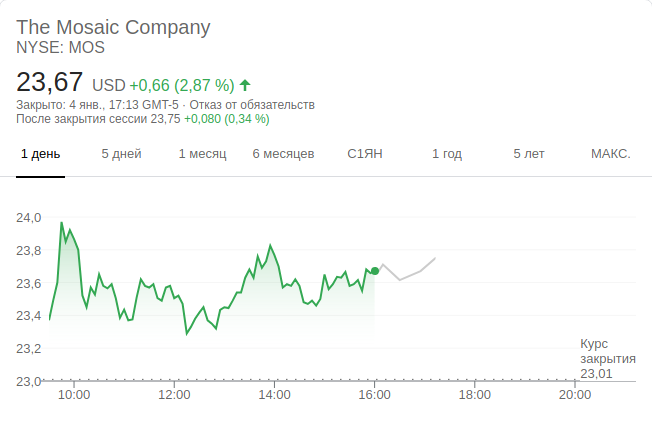 The Mosaic Company
NYSE: MOS
23,67 USD +0,66 (2,87 %)
Закрыто: 4 янв., 17:13 GMT-5 · Отказ от обязательств
После закрытия сессии 23,75 +0,080 (0,34 %)
1 день 5 дней 1 месяц 6 месяцев С1ЯН 1 год 5 лет МАКС.
24,0
23,8
23,6
23,4
23,2
Курс
закрытия
23,01
23,0
10:00 12:00 14:00 16:00 18:00 20:00